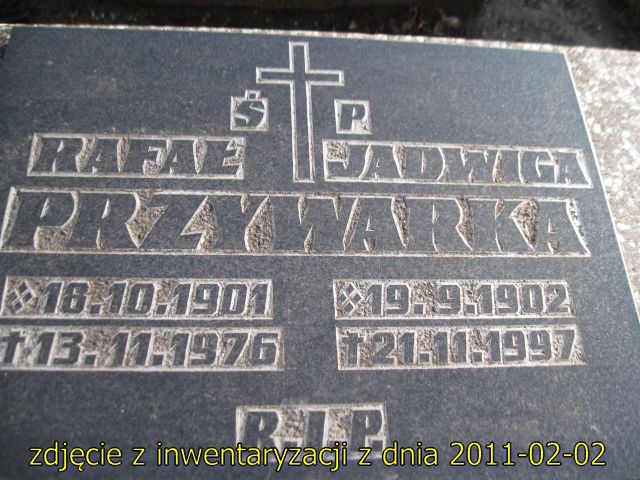 Ś P
RAFAŁ JADWIGA
PRZYWARKA
18.10.1901 19.9.1902
†13.11.1976 †21.11.1997
R.I.P.
zdjęcie z inwentaryzacji z dnia 2011-02-02